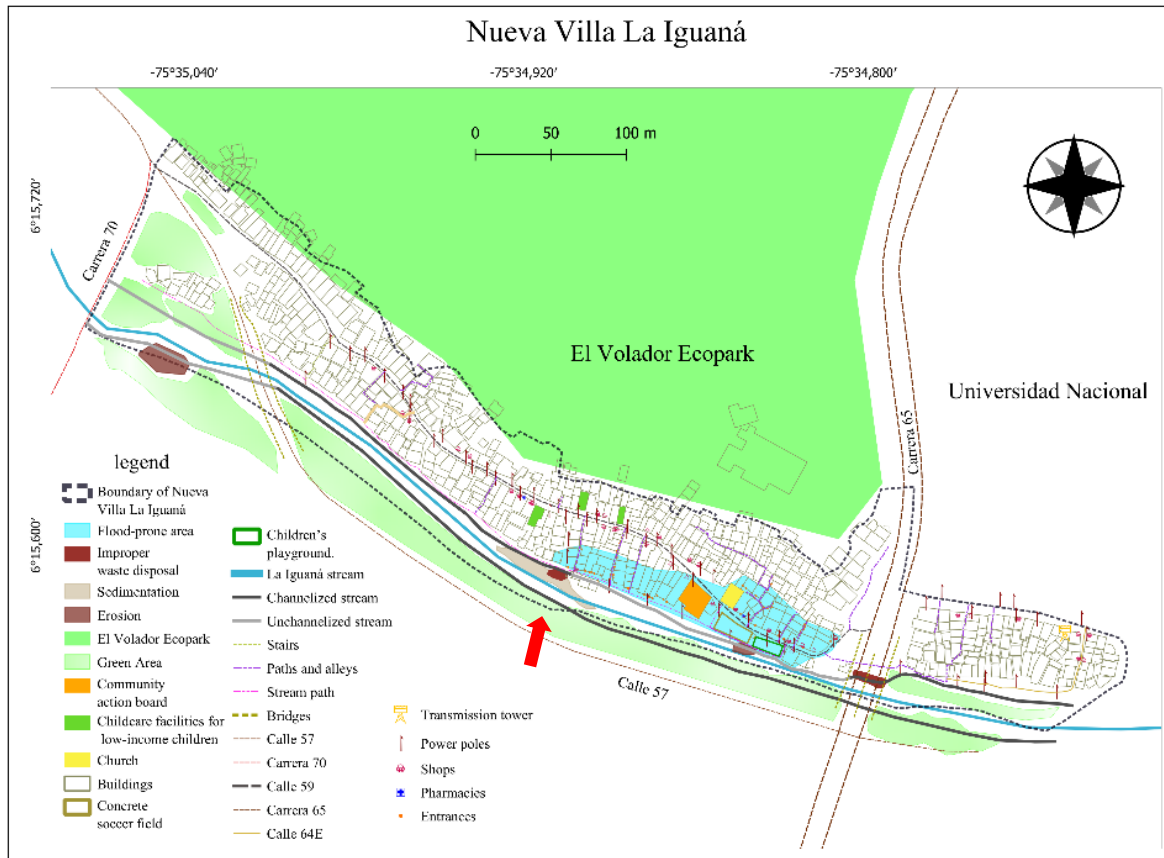 Nueva Villa La Iguaná
-75°35,040'
-75°34,920'
-75°34,800'
0 50 100 m
6°15,720'
6°15,600'
Carrera 70
El Volador Ecopark
Universidad Nacional
Carrera 65
Calle 57
legend
Boundary of Nueva
Villa La Iguaná
Flood-prone area
Improper
waste disposal
Sedimentation
Erosion
El Volador Ecopark
Green Area
Community
action board
Childcare facilities for
low-income children
Church
Buildings
Concrete
soccer field
Children's
playground.
La Iguaná stream
Channelized stream
Unchannelized stream
Stairs
Paths and alleys
Stream path
Bridges
Calle 57
Carrera 70
Calle 59
Carrera 65
Calle 64E
Transmission tower
Power poles
Shops
Pharmacies
Entrances